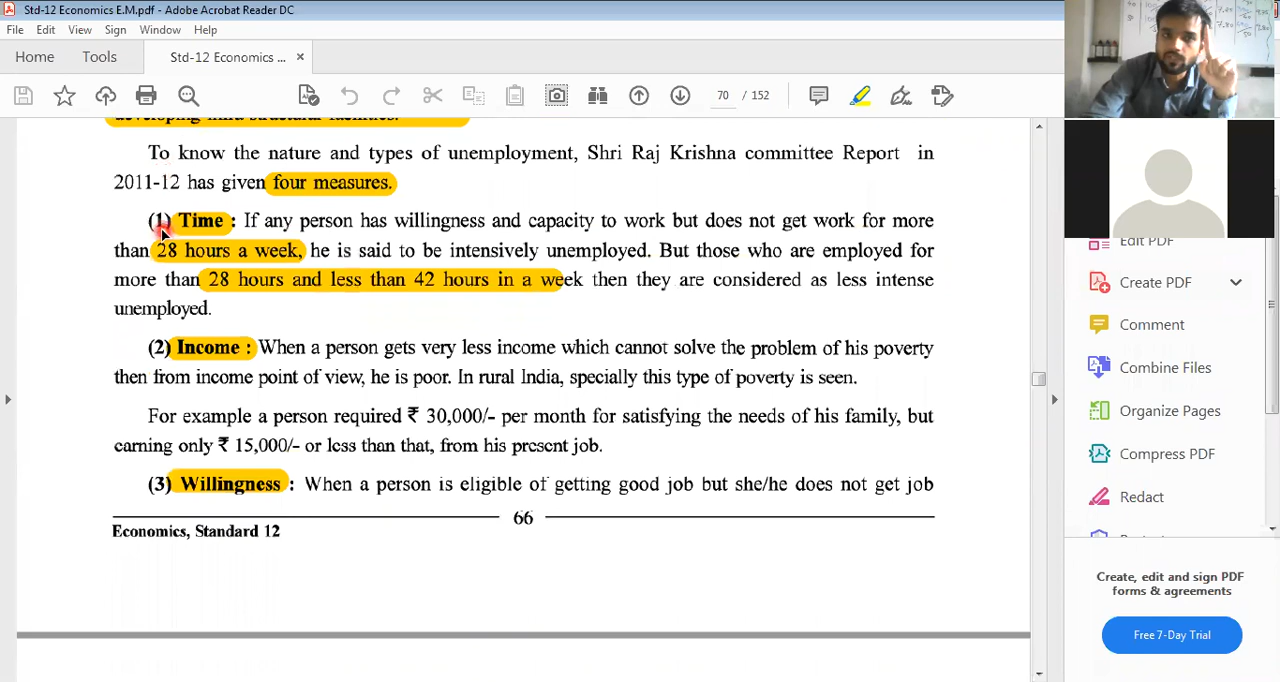 Std-12 Economics E.M.pdf - Adobe Acrobat Reader DC
File Edit View Sign Window Help
Home Tools Std-12 Economics ... ×
70 / 152
developing infra structural facilities.
To know the nature and types of unemployment, Shri Raj Krishna committee Report in
2011-12 has given four measures.
(1) Time : If any person has willingness and capacity to work but does not get work for more
than 28 hours a week, he is said to be intensively unemployed. But those who are employed for
more than 28 hours and less than 42 hours in a week then they are considered as less intense
unemployed.
(2) Income : When a person gets very less income which cannot solve the problem of his poverty
then from income point of view, he is poor. In rural India, specially this type of poverty is seen.
For example a person required ₹ 30,000/- per month for satisfying the needs of his family, but
earning only ₹ 15,000/- or less than that, from his present job.
(3) Willingness : When a person is eligible of getting good job but she/he does not get job
66
Economics, Standard 12
Edit PDF
Create PDF
Comment
Combine Files
Organize Pages
Compress PDF
Redact
Create, edit and sign PDF
forms & agreements
Free 7-Day Trial